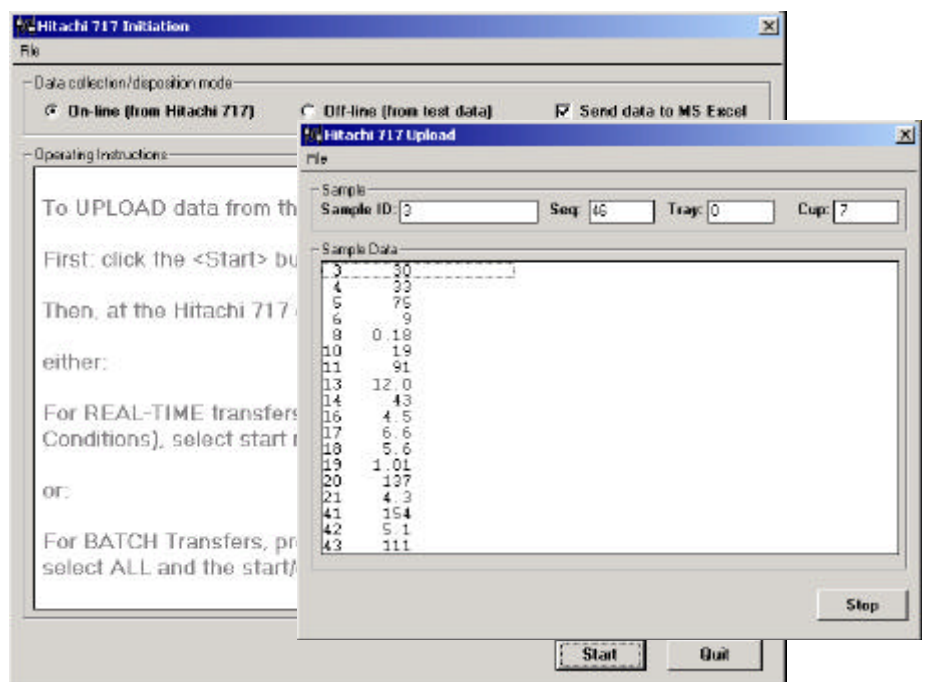 Hitachi 717 Initiation
File
Data collection/disposition mode
On-line (from Hitachi 717)
Off-line (from test data)
Send data to MS Excel
Operating Instructions
To UPLOAD data from th
First: click the <Start> bu
Then, at the Hitachi 717
either:
For REAL-TIME transfers
Conditions), select start
or:
For BATCH Transfers, pr
select ALL and the start/
Start
Quit
Hitachi 717 Upload
File
Sample
Sample ID: 3 Seq: 46 Tray: 0 Cup: 7
Sample Data
3 30
4 33
5 75
6 9
8 0.18
10 19
11 91
13 12.0
14 43
16 4.5
17 6.6
18 5.6
19 1.01
20 137
21 4.3
41 154
42 5.1
43 111
Stop